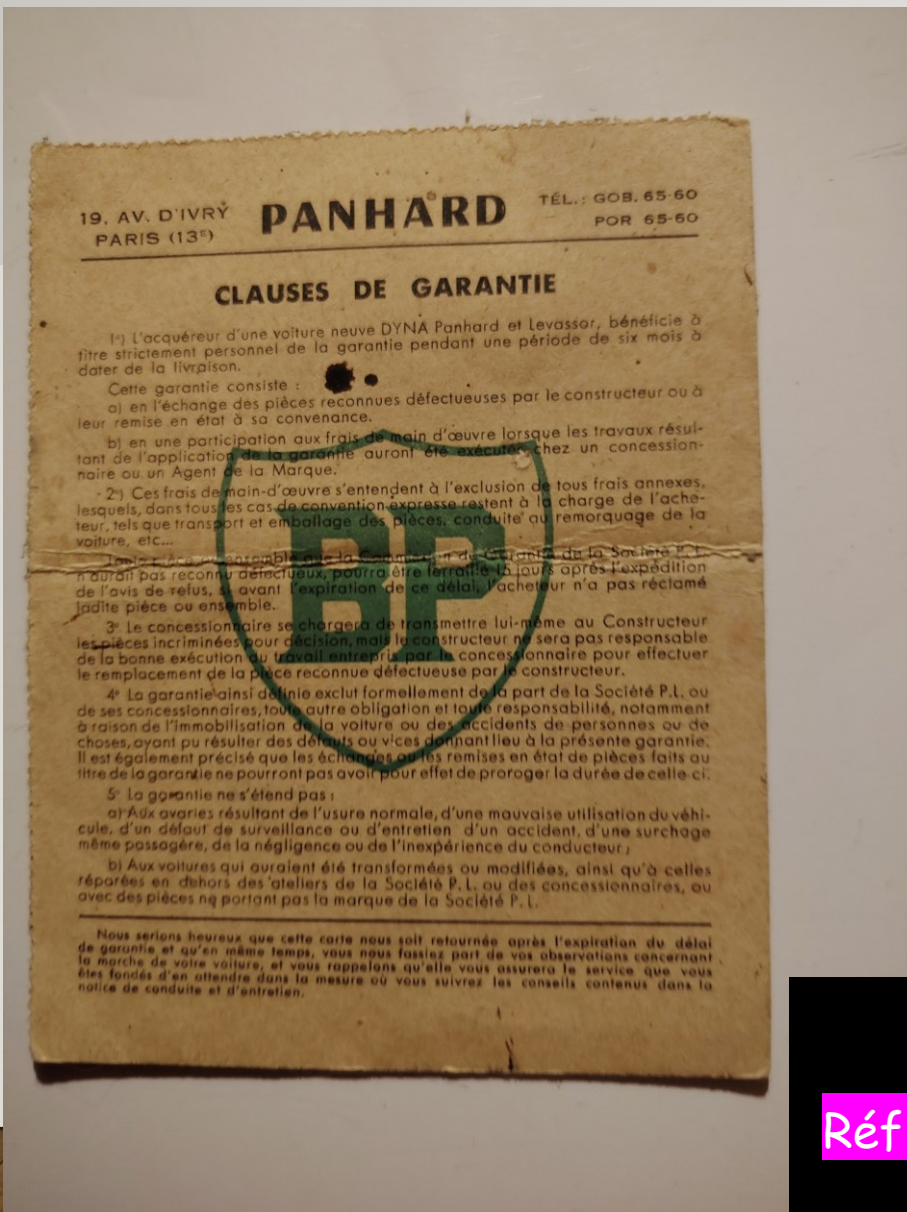 19. AV. D'IVRY
PARIS (13E)
PANHARD
TÉL.: GOB. 65-60
POR 65-60
CLAUSES DE GARANTIE
1°) L'acquéreur d'une voiture neuve DYNA Panhard et Levassor, bénéficie à
titre strictement personnel de la garantie pendant une période de six mois à
dater de la livraison.
Cette garantie consiste :
a) en l'échange des pièces reconnues défectueuses par le constructeur ou à
leur remise en état à sa convenance.
b) en une participation aux frais de main d'œuvre lorsque les travaux résul-
tant de l'application de la garantie auront été exécutés chez un concession-
naire ou un Agent de la Marque.
2°) Ces frais de main-d'œuvre s'entendent à l'exclusion de tous frais annexes,
lesquels, dans tous les cas de convention expresse restent à la charge de l'ache-
teur, tels que transport et emballage des pièces, conduite au remorquage de la
voiture, etc...
Toute pièce ou ensemble que la Commission de Garantie de la Société P.L.
n'aurait pas reconnu défectueux, pourra être ferraillé 15 jours après l'expédition
de l'avis de refus, si avant l'expiration de ce délai, l'acheteur n'a pas réclamé
ladite pièce ou ensemble.
3° Le concessionnaire se chargera de transmettre lui-même au Constructeur
les pièces incriminées pour décision, mais le constructeur ne sera pas responsable
de la bonne exécution du travail entrepris par le concessionnaire pour effectuer
le remplacement de la pièce reconnue défectueuse par le constructeur.
4° La garantie ainsi définie exclut formellement de la part de la Société P.L. ou
de ses concessionnaires, toute autre obligation et toute responsabilité, notamment
à raison de l'immobilisation de la voiture ou des accidents de personnes ou de
choses, ayant pu résulter des défauts ou vices donnant lieu à la présente garantie.
Il est également précisé que les échanges ou les remises en état de pièces faits au
titre de la garantie ne pourront pas avoir pour effet de proroger la durée de celle ci.
5° La garantie ne s'étend pas :
a) Aux avaries résultant de l'usure normale, d'une mauvaise utilisation du véhi-
cule, d'un défaut de surveillance ou d'entretien d'un accident, d'une surchage
même passagère, de la négligence ou de l'inexpérience du conducteur ;
b) Aux voitures qui auraient été transformées ou modifiées, ainsi qu'à celles
réparées en dehors des ateliers de la Société P.L. ou des concessionnaires, ou
avec des pièces ne portant pas la marque de la Société P.L.
Nous serions heureux que cette carte nous soit retournée après l'expiration du délai
de garantie et qu'en même temps, vous nous fassiez part de vos observations concernant
la marche de votre voiture, et vous rappelons qu'elle vous assurera le service que vous
êtes fondés d'en attendre dans la mesure où vous suivrez les conseils contenus dans la
notice de conduite et d'entretien.
BP
Réf